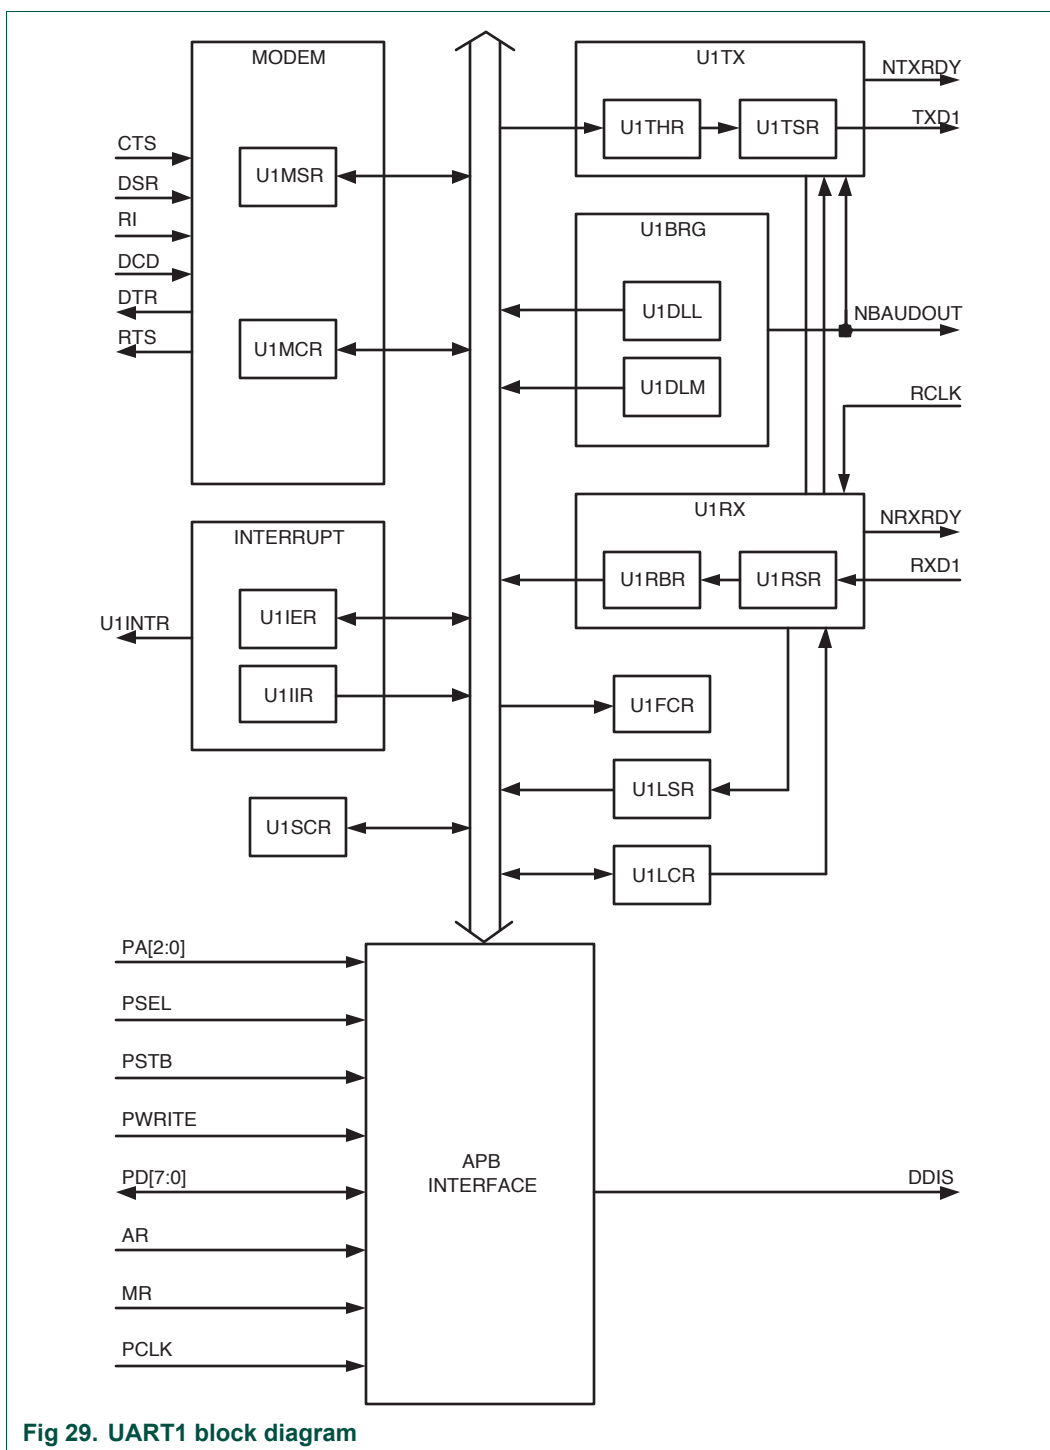 MODEM
CTS
DSR
RI
DCD
DTR
RTS
U1MSR
U1MCR
U1TX
U1THR
U1TSR
NTXRDY
TXD1
U1BRG
U1DLL
U1DLM
NBAUDOUT
RCLK
U1RX
U1RBR
U1RSR
NRXRDY
RXD1
INTERRUPT
U1INTR
U1IER
U1IIR
U1SCR
U1FCR
U1LSR
U1LCR
PA[2:0]
PSEL
PSTB
PWRITE
PD[7:0]
AR
MR
PCLK
APB
INTERFACE
DDIS
Fig 29. UART1 block diagram